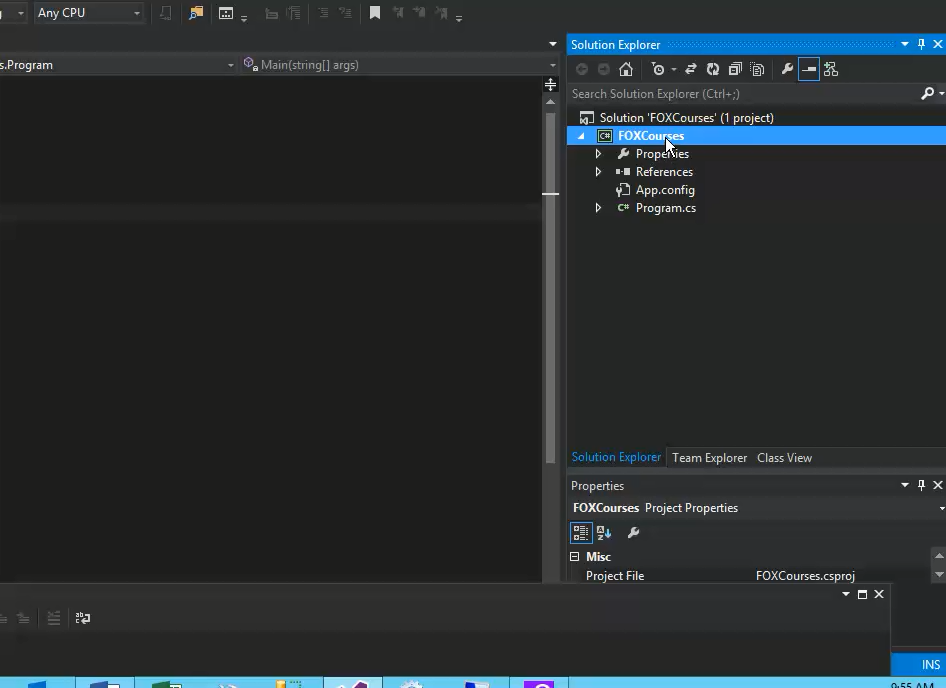 Any CPU
Solution Explorer
s.Program
Main(string[] args)
Search Solution Explorer (Ctrl+;)
Solution 'FOXCourses' (1 project)
C# FOXCourses
Properties
References
App.config
C# Program.cs
Solution Explorer Team Explorer Class View
Properties
FOXCourses Project Properties
Misc
Project File FOXCourses.csproj
INS
9:55 AM